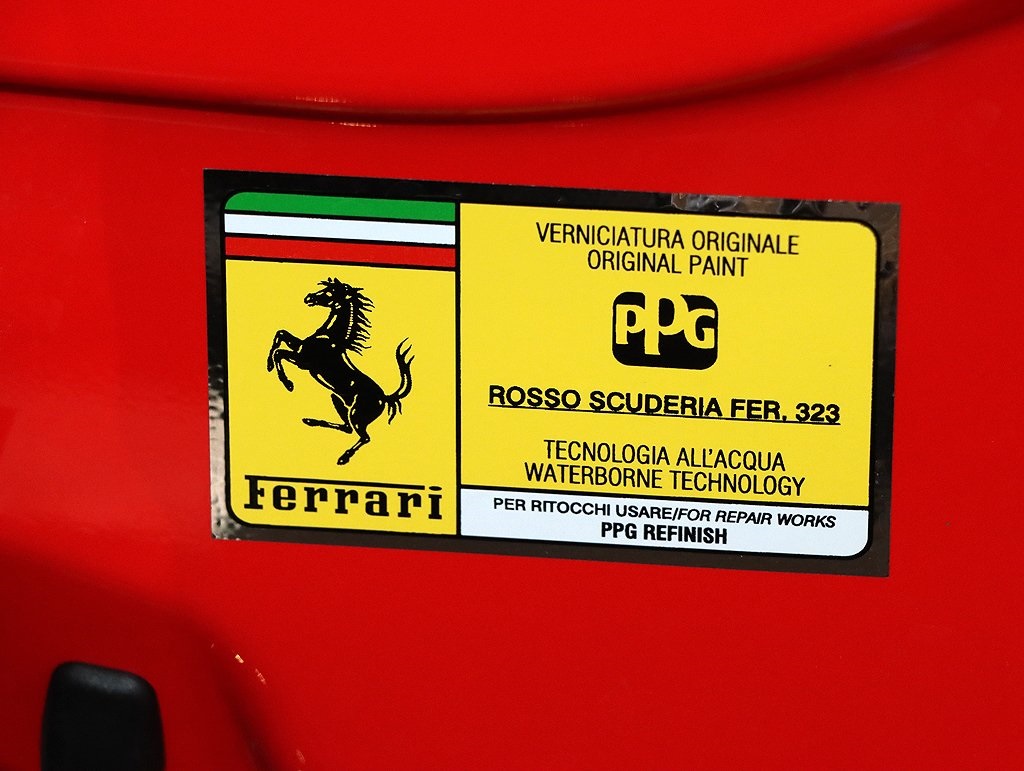 Ferrari
VERNICIATURA ORIGINALE
ORIGINAL PAINT
PPG
ROSSO SCUDERIA FER. 323
TECNOLOGIA ALL'ACQUA
WATERBORNE TECHNOLOGY
PER RITOCCHI USARE/FOR REPAIR WORKS
PPG REFINISH